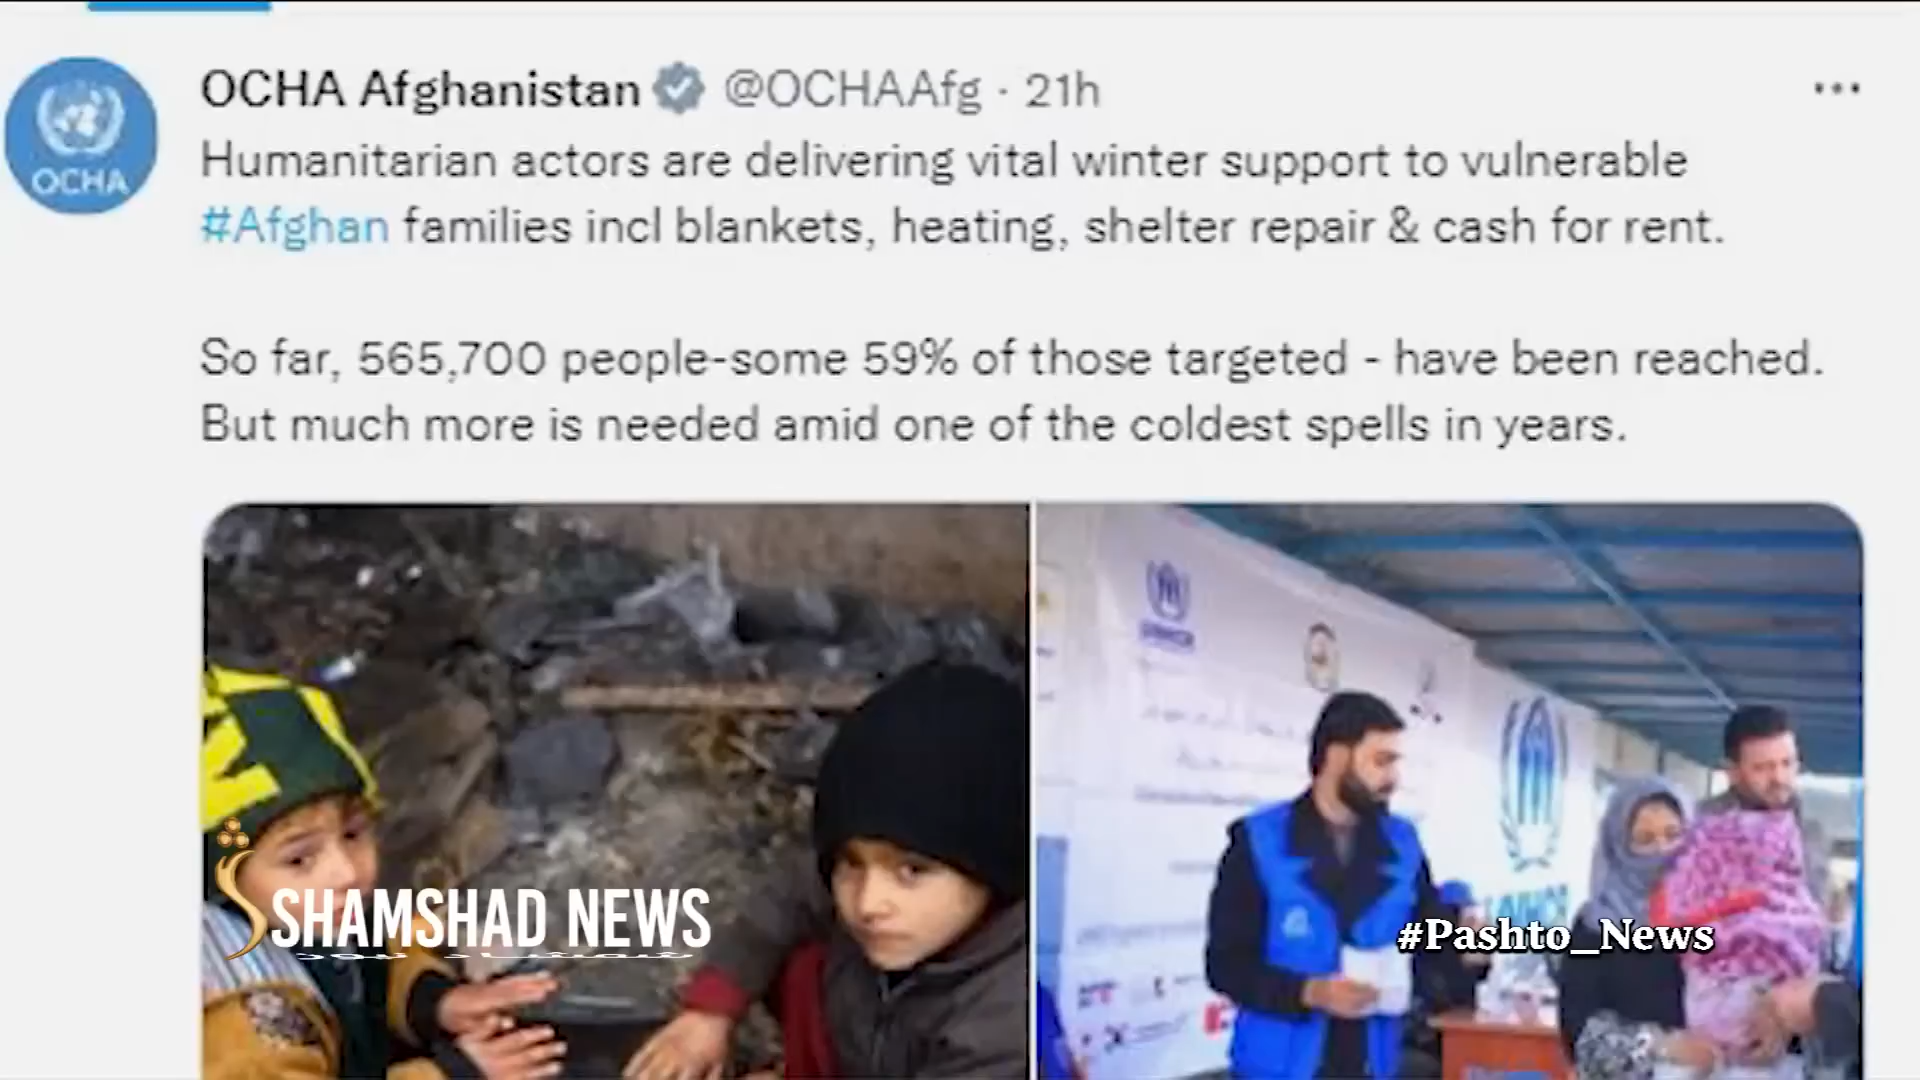 OCHA Afghanistan @OCHAAfg · 21h
OCHA
Humanitarian actors are delivering vital winter support to vulnerable
#Afghan families incl blankets, heating, shelter repair & cash for rent.
So far, 565,700 people-some 59% of those targeted - have been reached.
But much more is needed amid one of the coldest spells in years.
UNHCR
UNHCR
SHAMSHAD NEWS
#Pashto_News